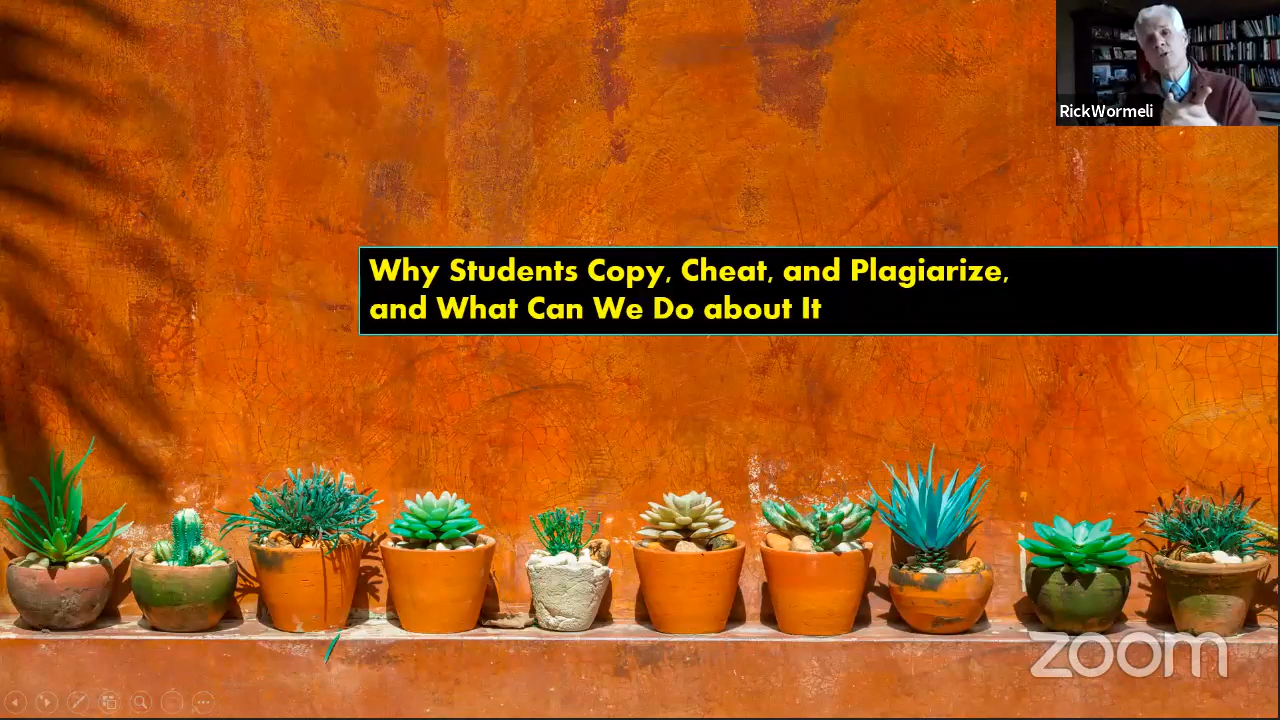 RickWormeli
Why Students Copy, Cheat, and Plagiarize,
and What Can We Do about It
zoom